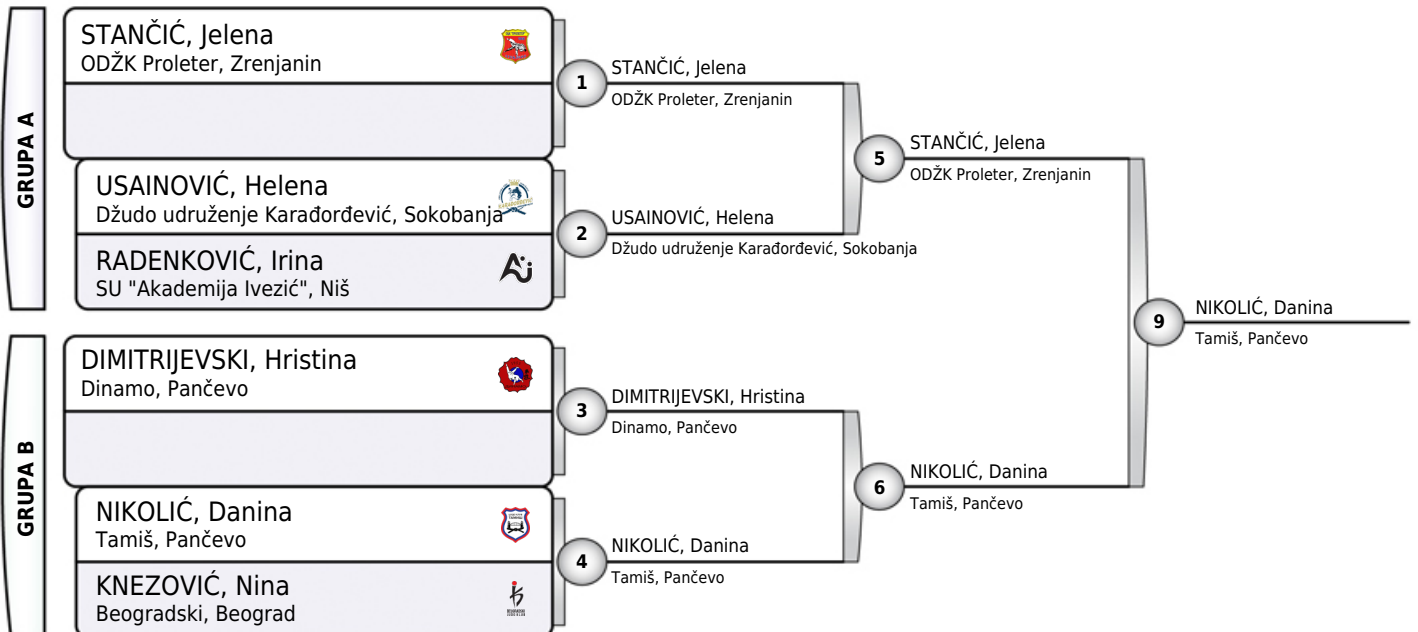 GRUPA A
STANČIĆ, Jelena
ODŽK Proleter, Zrenjanin
USAINOVIĆ, Helena
Džudo udruženje Karađorđević, Sokobanja
RADENKOVIĆ, Irina
SU "Akademija Ivezić", Niš
GRUPA B
DIMITRIJEVSKI, Hristina
Dinamo, Pančevo
NIKOLIĆ, Danina
Tamiš, Pančevo
KNEZOVIĆ, Nina
Beogradski, Beograd
1
STANČIĆ, Jelena
ODŽK Proleter, Zrenjanin
2
USAINOVIĆ, Helena
Džudo udruženje Karađorđević, Sokobanja
3
DIMITRIJEVSKI, Hristina
Dinamo, Pančevo
4
NIKOLIĆ, Danina
Tamiš, Pančevo
5
STANČIĆ, Jelena
ODŽK Proleter, Zrenjanin
6
NIKOLIĆ, Danina
Tamiš, Pančevo
9
NIKOLIĆ, Danina
Tamiš, Pančevo